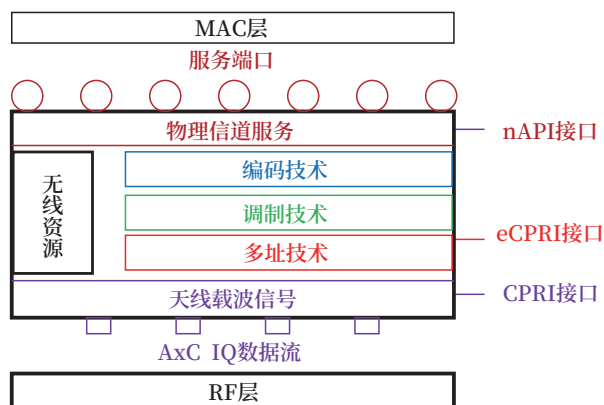 MAC层
服务端口
物理信道服务
nAPI接口
无线资源
编码技术
调制技术
多址技术
eCPRI接口
天线载波信号
CPRI接口
AxC IQ数据流
RF层